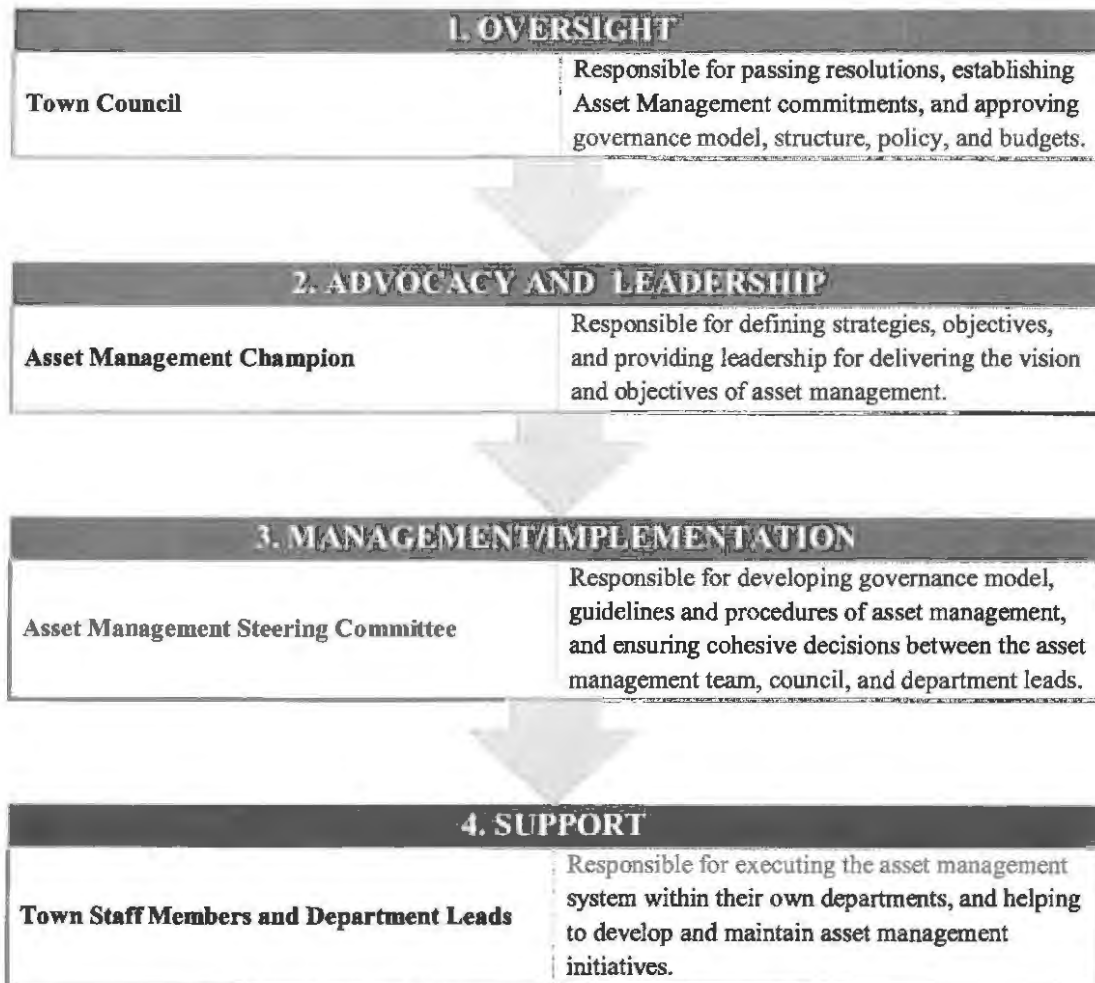 1. OVERSIGHT
Town Council
Responsible for passing resolutions, establishing
Asset Management commitments, and approving
governance model, structure, policy, and budgets.
2. ADVOCACY AND LEADERSHIP
Asset Management Champion
Responsible for defining strategies, objectives,
and providing leadership for delivering the vision
and objectives of asset management.
3. MANAGEMENT/IMPLEMENTATION
Asset Management Steering Committee
Responsible for developing governance model,
guidelines and procedures of asset management,
and ensuring cohesive decisions between the asset
management team, council, and department leads.
4. SUPPORT
Town Staff Members and Department Leads
Responsible for executing the asset management
system within their own departments, and helping
to develop and maintain asset management
initiatives.